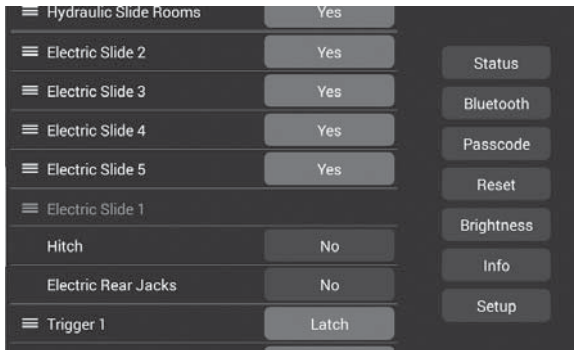 Hydraulic Slide Rooms Yes
Electric Slide 2 Yes
Electric Slide 3 Yes
Electric Slide 4 Yes
Electric Slide 5 Yes
Electric Slide 1
Hitch No
Electric Rear Jacks No
Trigger 1 Latch
Status
Bluetooth
Passcode
Reset
Brightness
Info
Setup